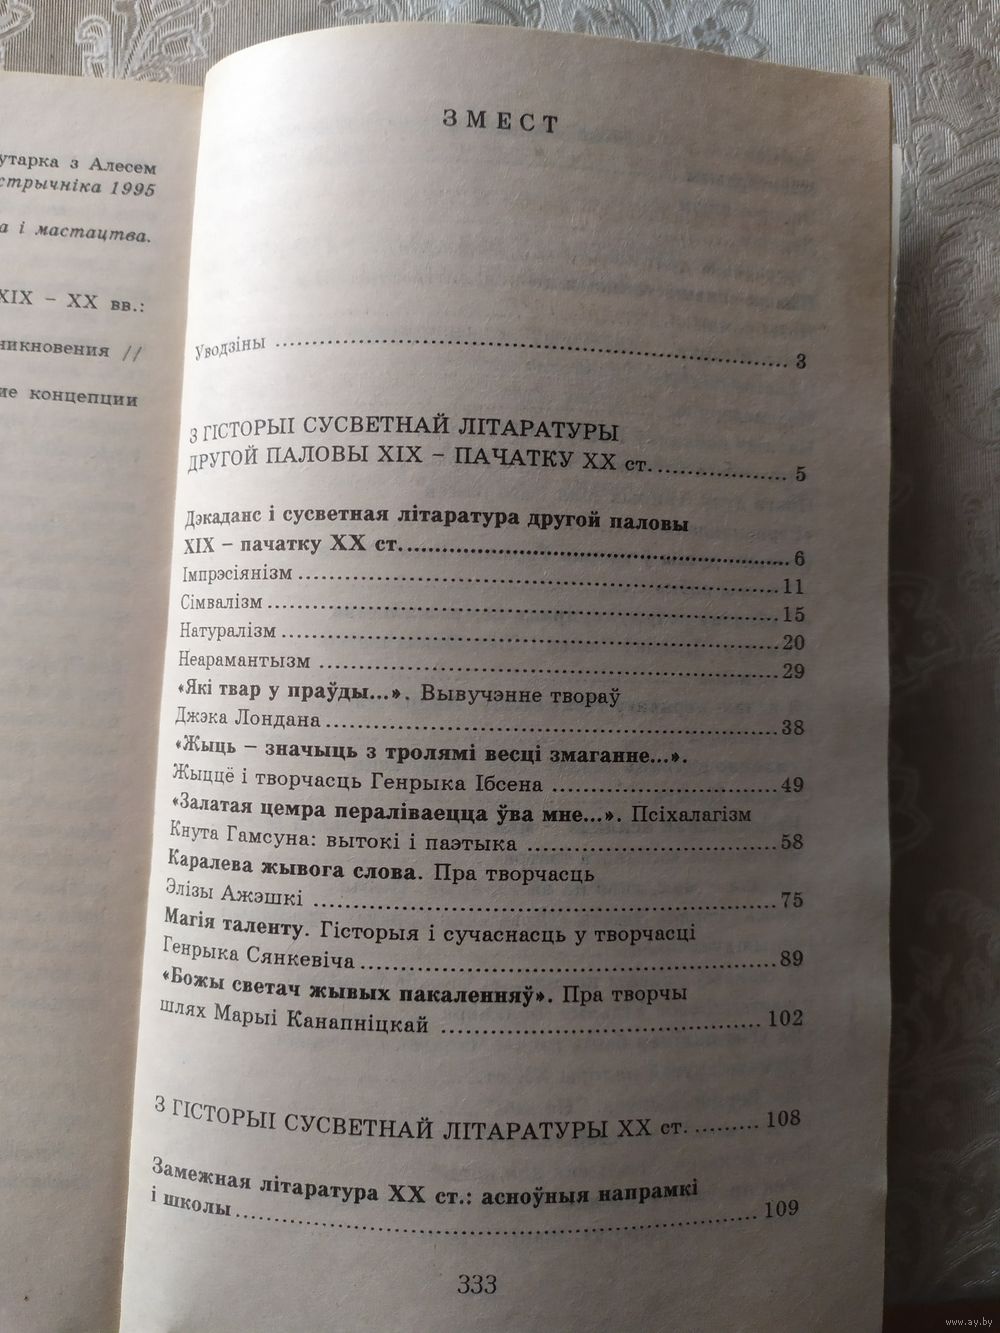 утарка з Алесем
стрычніка 1995
а і мастацтва.
XIX – XX вв.:
никновения //
ие концепции
ЗМЕСТ
Уводзіны ........ 3
З ГІСТОРЫІ СУСВЕТНАЙ ЛІТАРАТУРЫ
ДРУГОЙ ПАЛОВЫ XIX – ПАЧАТКУ XX ст. ........ 5
Дэкаданс і сусветная літаратура другой паловы
XIX – пачатку XX ст. ........ 6
Імпрэсіянізм ........ 11
Сімвалізм ........ 15
Натуралізм ........ 20
Неарамантызм ........ 29
«Які твар у праўды...». Вывучэнне твораў
Джэка Лондана ........ 38
«Жыць – значыць з тролямі весці змаганне...».
Жыццё і творчасць Генрыка Ібсена ........ 49
«Залатая цемра пераліваецца ўва мне...». Псіхалагізм
Кнута Гамсуна: вытокі і паэтыка ........ 58
Каралева жывога слова. Пра творчасць
Элізы Ажэшкі ........ 75
Магія таленту. Гісторыя і сучаснасць у творчасці
Генрыка Сянкевіча ........ 89
«Божы светач жывых пакаленняў». Пра творчы
шлях Марыі Канапніцкай ........ 102
З ГІСТОРЫІ СУСВЕТНАЙ ЛІТАРАТУРЫ XX ст. ........ 108
Замежная літаратура XX ст.: асноўныя напрамкі
і школы ........ 109
333
www.ay.by